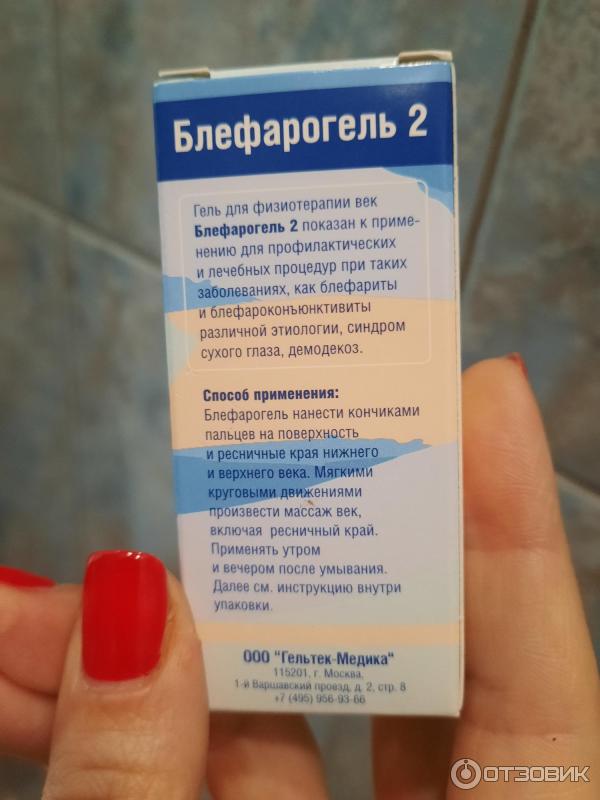 Блефарогель 2
Гель для физиотерапии век
Блефарогель 2 показан к приме-
нению для профилактических
и лечебных процедур при таких
заболеваниях, как блефариты
и блефароконъюнктивиты
различной этиологии, синдром
сухого глаза, демодекоз.
Способ применения:
Блефарогель нанести кончиками
пальцев на поверхность
и ресничные края нижнего
и верхнего века. Мягкими
круговыми движениями
произвести массаж век,
включая ресничный край.
Применять утром
и вечером после умывания.
Далее см. инструкцию внутри
упаковки.
ООО "Гельтек-Медика"
115201, г. Москва,
1-й Варшавский проезд, д. 2, стр. 8
+7 (495) 956-93-66
ОТЗОВИК